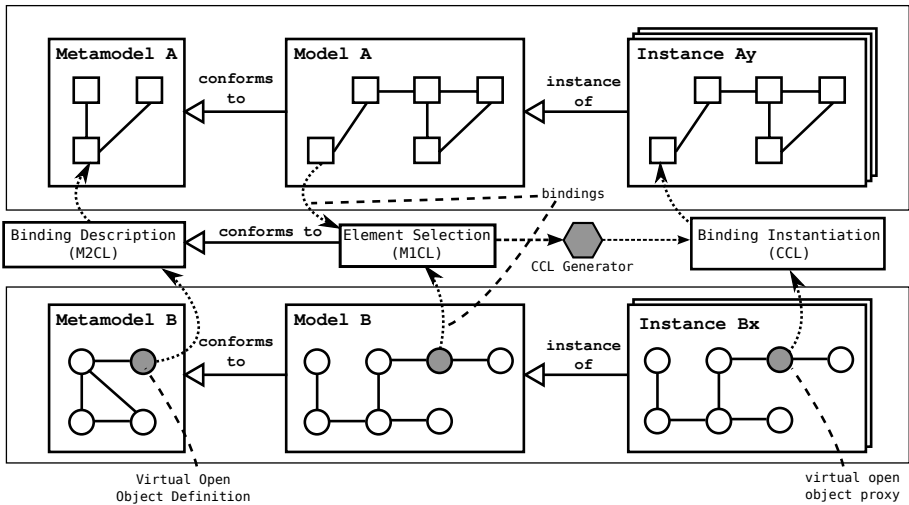 Metamodel A
Model A
Instance Ay
conforms
to
instance
of
bindings
Binding Description
(M2CL)
conforms to
Element Selection
(M1CL)
CCL Generator
Binding Instantiation
(CCL)
Metamodel B
Model B
Instance Bx
conforms
to
instance
of
Virtual Open
Object Definition
virtual open
object proxy